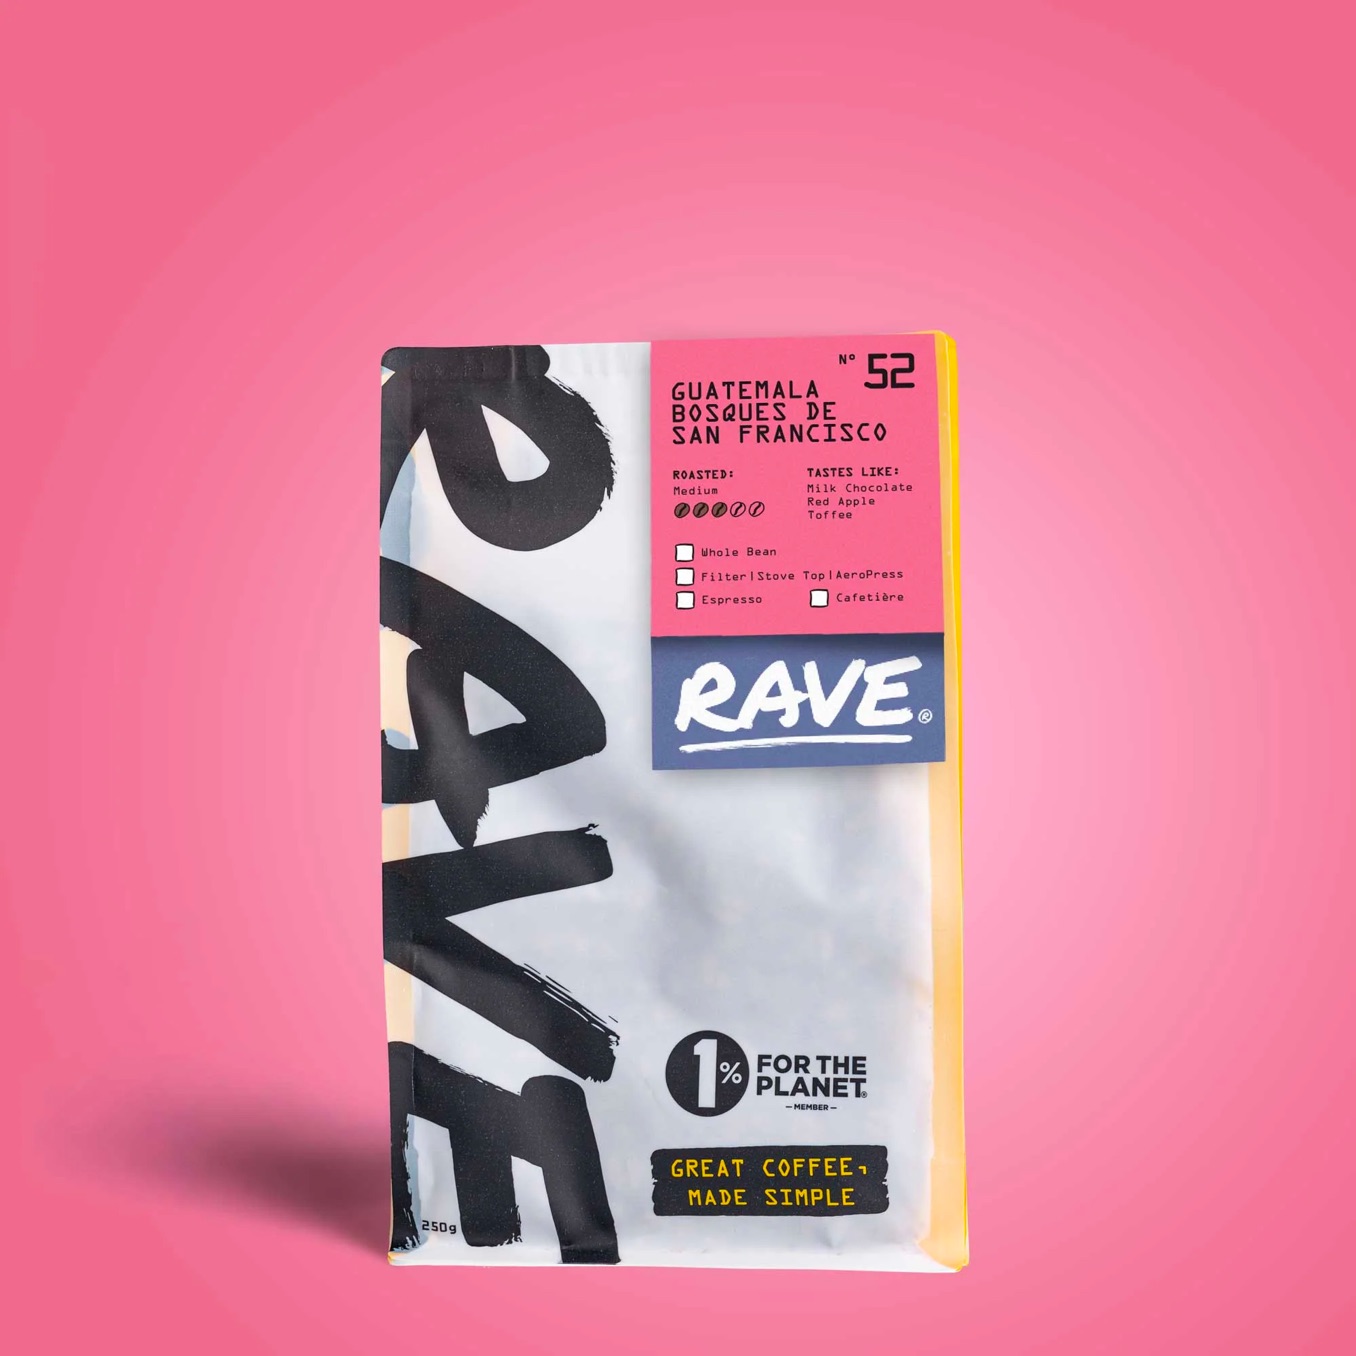 RAVE
Nº 52
GUATEMALA
BOSQUES DE
SAN FRANCISCO
ROASTED:
Medium
TASTES LIKE:
Milk Chocolate
Red Apple
Toffee
Whole Bean
Filter|Stove Top|AeroPress
Espresso
Cafetière
RAVE®
1% FOR THE
PLANET®
—MEMBER—
GREAT COFFEE,
MADE SIMPLE
250g